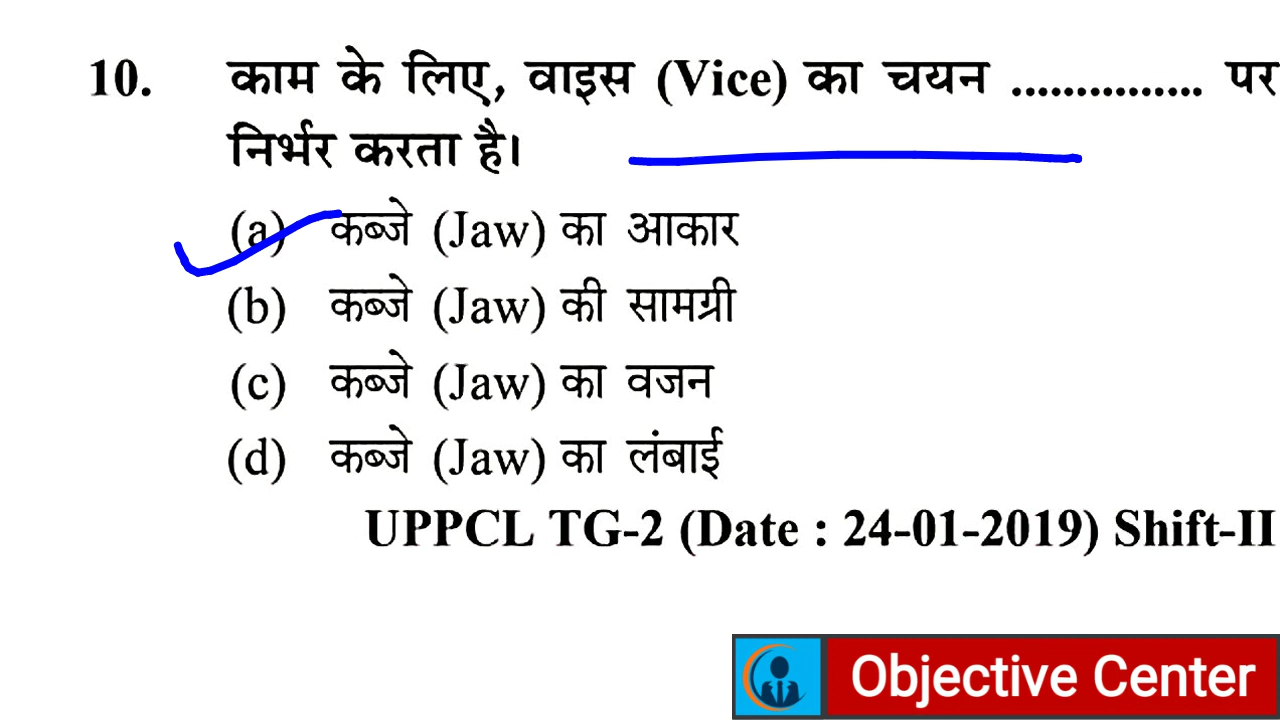 10. काम के लिए, वाइस (Vice) का चयन ............... पर
निर्भर करता है।
(a) कब्जे (Jaw) का आकार
(b) कब्जे (Jaw) की सामग्री
(c) कब्जे (Jaw) का वजन
(d) कब्जे (Jaw) का लंबाई
UPPCL TG-2 (Date : 24-01-2019) Shift-II
Objective Center